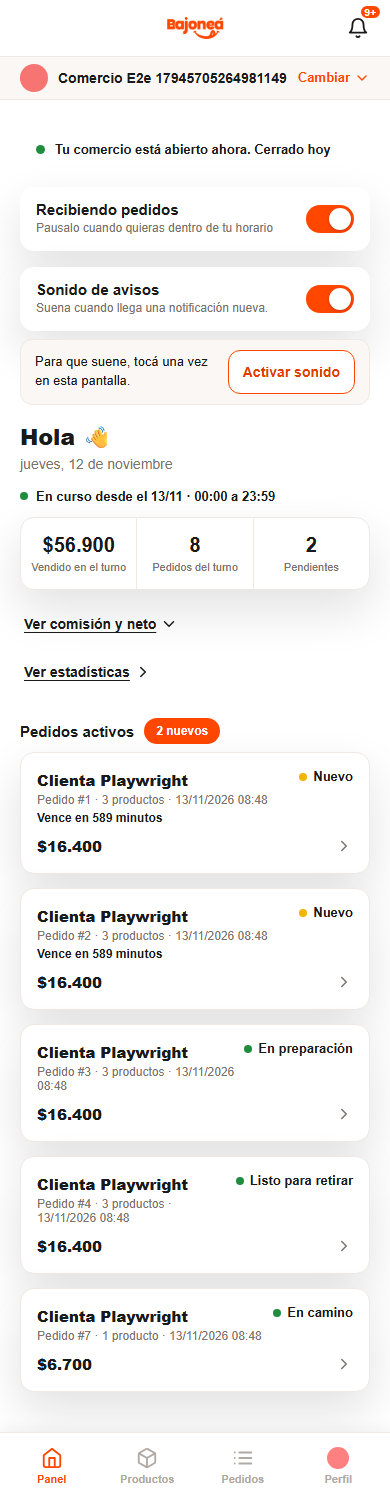 Bajoneá
9+
Comercio E2e 17945705264981149 Cambiar
Tu comercio está abierto ahora. Cerrado hoy
Recibiendo pedidos
Pausalo cuando quieras dentro de tu horario
Sonido de avisos
Suena cuando llega una notificación nueva.
Para que suene, tocá una vez
en esta pantalla.
Activar sonido
Hola 👋
jueves, 12 de noviembre
En curso desde el 13/11 · 00:00 a 23:59
$56.900
Vendido en el turno
8
Pedidos del turno
2
Pendientes
Ver comisión y neto
Ver estadísticas
Pedidos activos
2 nuevos
Clienta Playwright
Nuevo
Pedido #1 · 3 productos · 13/11/2026 08:48
Vence en 589 minutos
$16.400
Clienta Playwright
Nuevo
Pedido #2 · 3 productos · 13/11/2026 08:48
Vence en 589 minutos
$16.400
Clienta Playwright
En preparación
Pedido #3 · 3 productos · 13/11/2026
08:48
$16.400
Clienta Playwright
Listo para retirar
Pedido #4 · 3 productos ·
13/11/2026 08:48
$16.400
Clienta Playwright
En camino
Pedido #7 · 1 producto · 13/11/2026 08:48
$6.700
Panel
Productos
Pedidos
Perfil